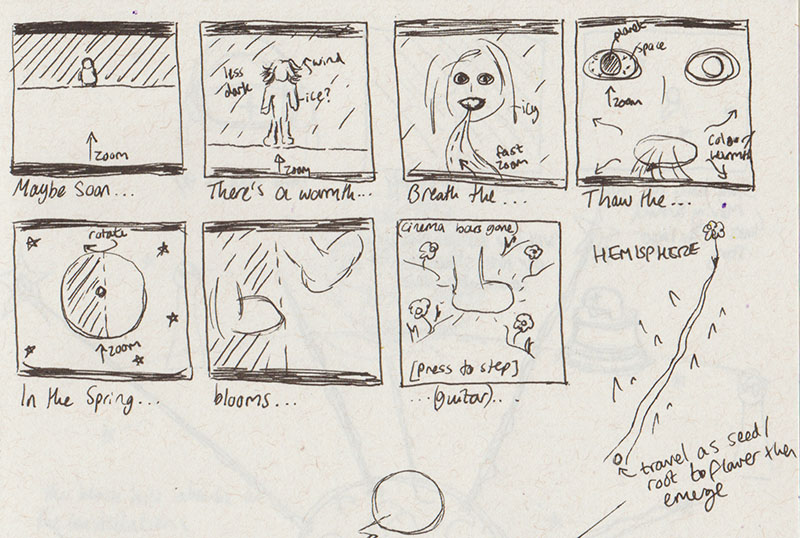 ↑ zoom
Maybe Soon...
less
dark
wind
ice?
↑ zoom
There's a warmth...
icy
fast
zoom
Breath the....
planet
space
↑
zoom
colour/
warmth
Thaw the...
rotate
↑ zoom
In the Spring...
blooms...
(cinema bars gone)
[press to step]
...(guitar)...
HEMISPHERE
travel as seed/
root to flower then
emerge